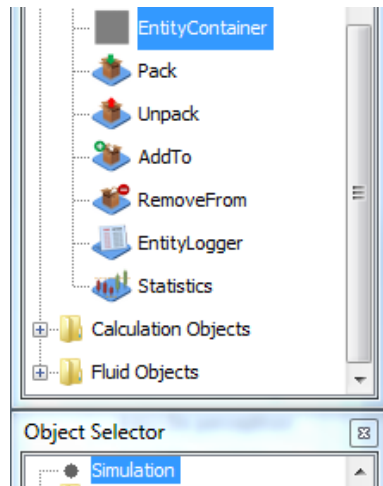 EntityContainer
Pack
Unpack
AddTo
RemoveFrom
EntityLogger
Statistics
Calculation Objects
Fluid Objects
Object Selector
Simulation